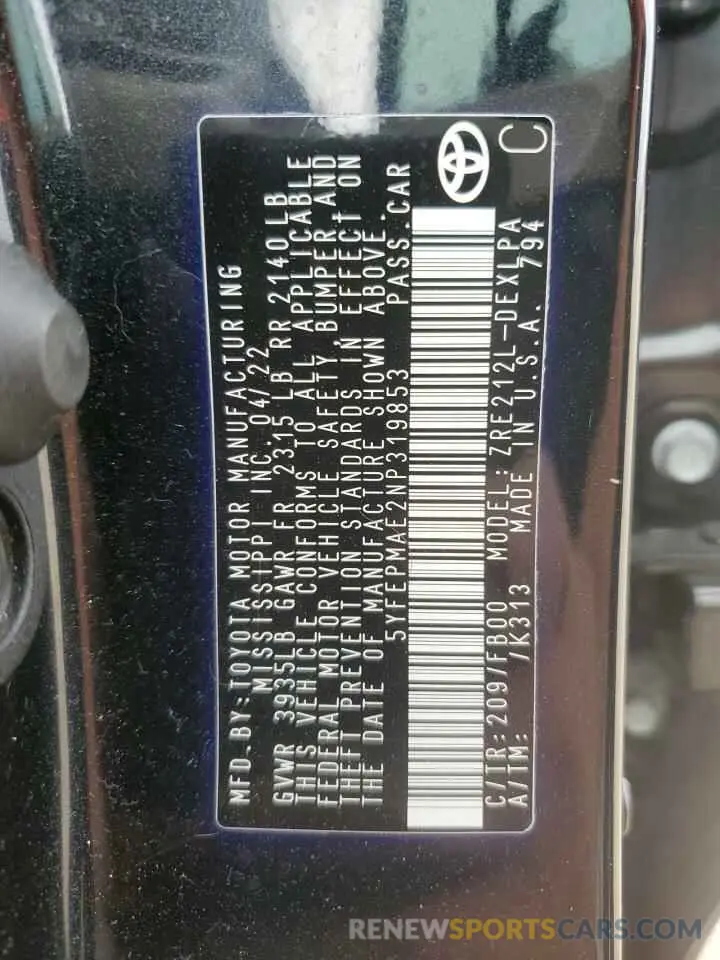 MFD.BY:TOYOTA MOTOR MANUFACTURING
MISSISSIPPI INC. 04/22
GVWR 3935LB GAWR FR 2315 LB RR 2140LB
THIS VEHICLE CONFORMS TO ALL APPLICABLE
FEDERAL MOTOR VEHICLE SAFETY, BUMPER, AND
THEFT PREVENTION STANDARDS IN EFFECT ON
THE DATE OF MANUFACTURE SHOWN ABOVE.
5YFEPMAE2NP319853 PASS.CAR
C/TR:209/FB00 MODEL:ZRE212L-DEXLPA
A/TM: /K313 MADE IN U.S.A. 794
C
RENEWSPORTSCARS.COM